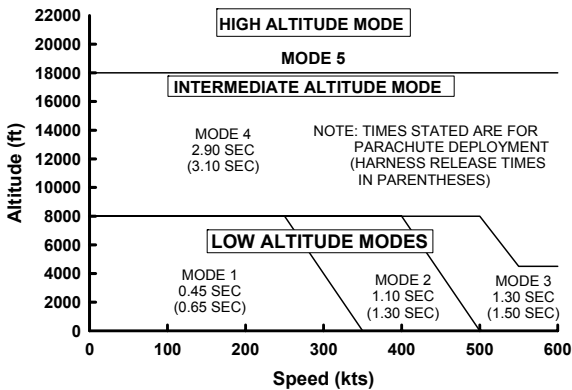 22000
20000
18000
16000
14000
12000
10000
8000
6000
4000
2000
0
Altitude (ft)
HIGH ALTITUDE MODE
MODE 5
INTERMEDIATE ALTITUDE MODE
MODE 4
2.90 SEC
(3.10 SEC)
NOTE: TIMES STATED ARE FOR
PARACHUTE DEPLOYMENT
(HARNESS RELEASE TIMES
IN PARENTHESES)
LOW ALTITUDE MODES
MODE 1
0.45 SEC
(0.65 SEC)
MODE 2
1.10 SEC
(1.30 SEC)
MODE 3
1.30 SEC
(1.50 SEC)
0 100 200 300 400 500 600
Speed (kts)